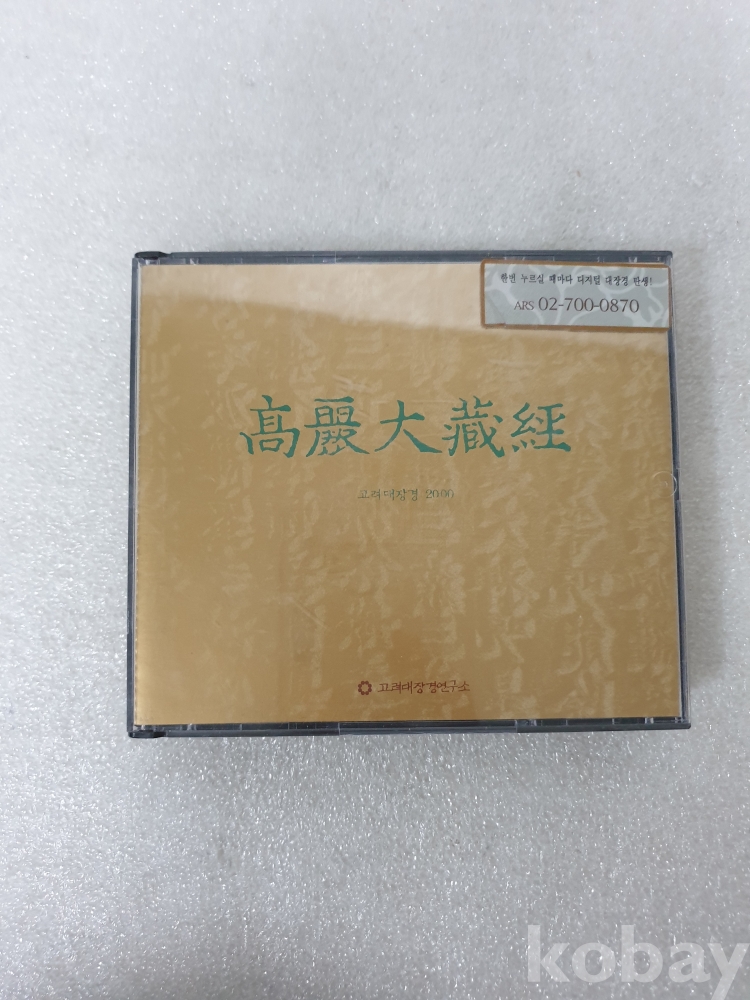 한번 누르실 때마다 디지털 대장경 탄생!
ARS 02-700-0870
高麗大藏經
고려대장경 2000
고려대장경연구소
kobay